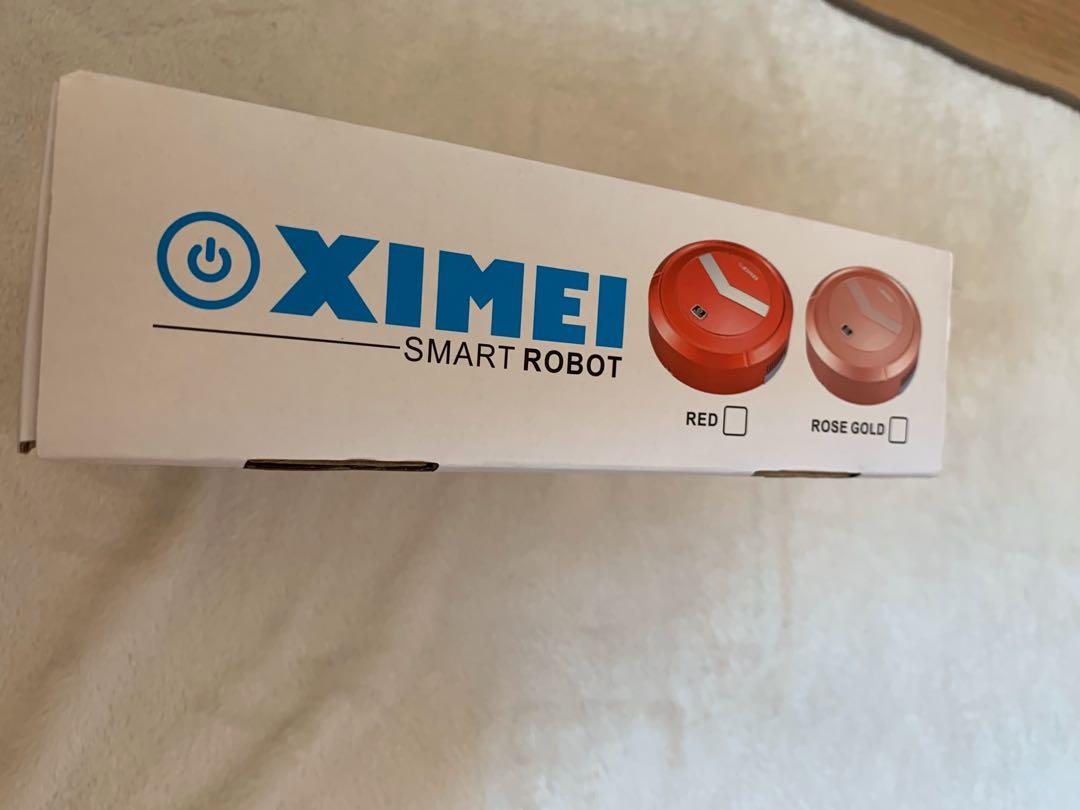 XIMEI
SMART ROBOT
RED
ROSE GOLD